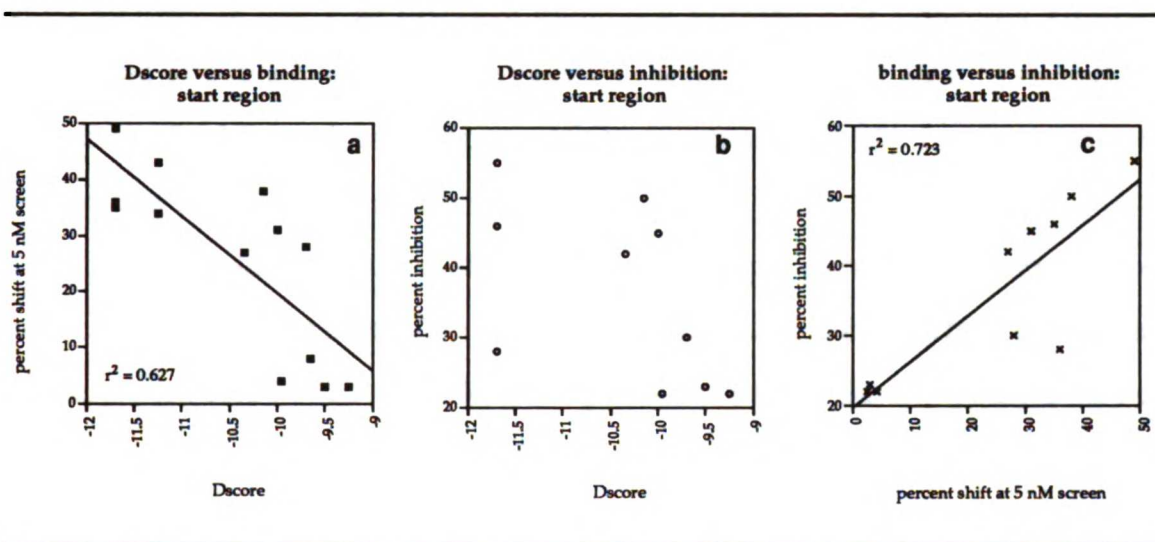 Dscore versus binding:
start region
a
percent shift at 5 nM screen
50
40
30
20
10
0
r² = 0.627
-12
-11.5
-11
-10.5
-10
-9.5
-9
Dscore
Dscore versus inhibition:
start region
b
percent inhibition
60
50
40
30
20
-12
-11.5
-11
-10.5
-10
-9.5
-9
Dscore
binding versus inhibition:
start region
r² = 0.723
c
percent inhibition
60
50
40
30
20
0
10
20
30
40
50
percent shift at 5 nM screen